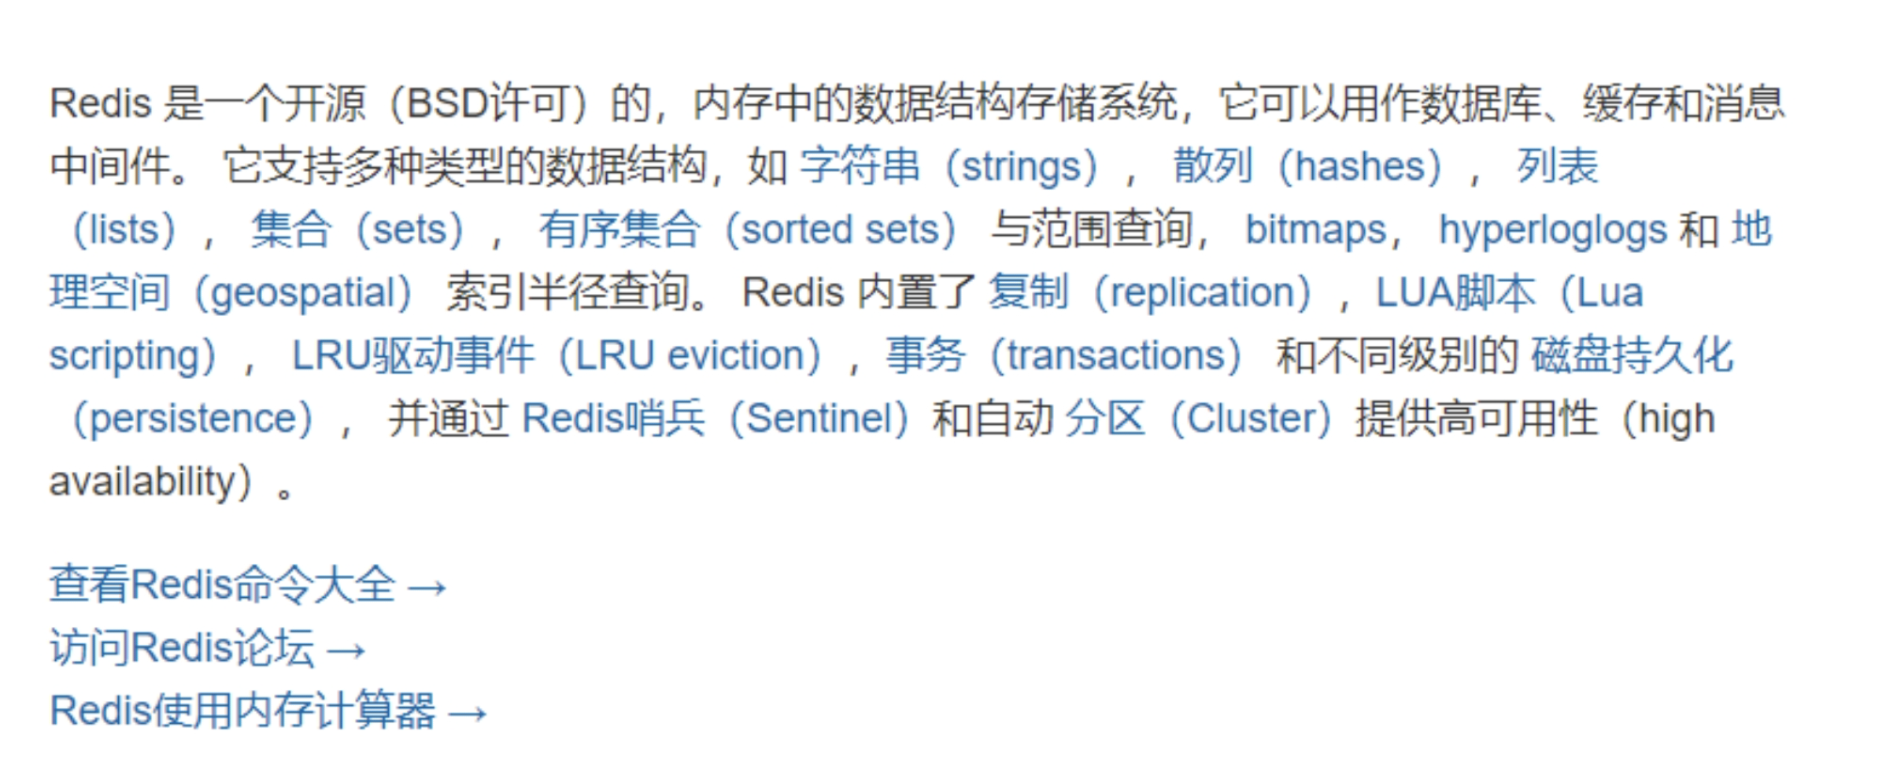 Redis 是一个开源（BSD许可）的，内存中的数据结构存储系统，它可以用作数据库、缓存和消息
中间件。 它支持多种类型的数据结构，如 字符串（strings）， 散列（hashes）， 列表
（lists）， 集合（sets）， 有序集合（sorted sets） 与范围查询， bitmaps， hyperloglogs 和 地
理空间（geospatial） 索引半径查询。 Redis 内置了 复制（replication），LUA脚本（Lua
scripting）， LRU驱动事件（LRU eviction），事务（transactions） 和不同级别的 磁盘持久化
（persistence）， 并通过 Redis哨兵（Sentinel）和自动 分区（Cluster）提供高可用性（high
availability）。
查看Redis命令大全 →
访问Redis论坛 →
Redis使用内存计算器 →